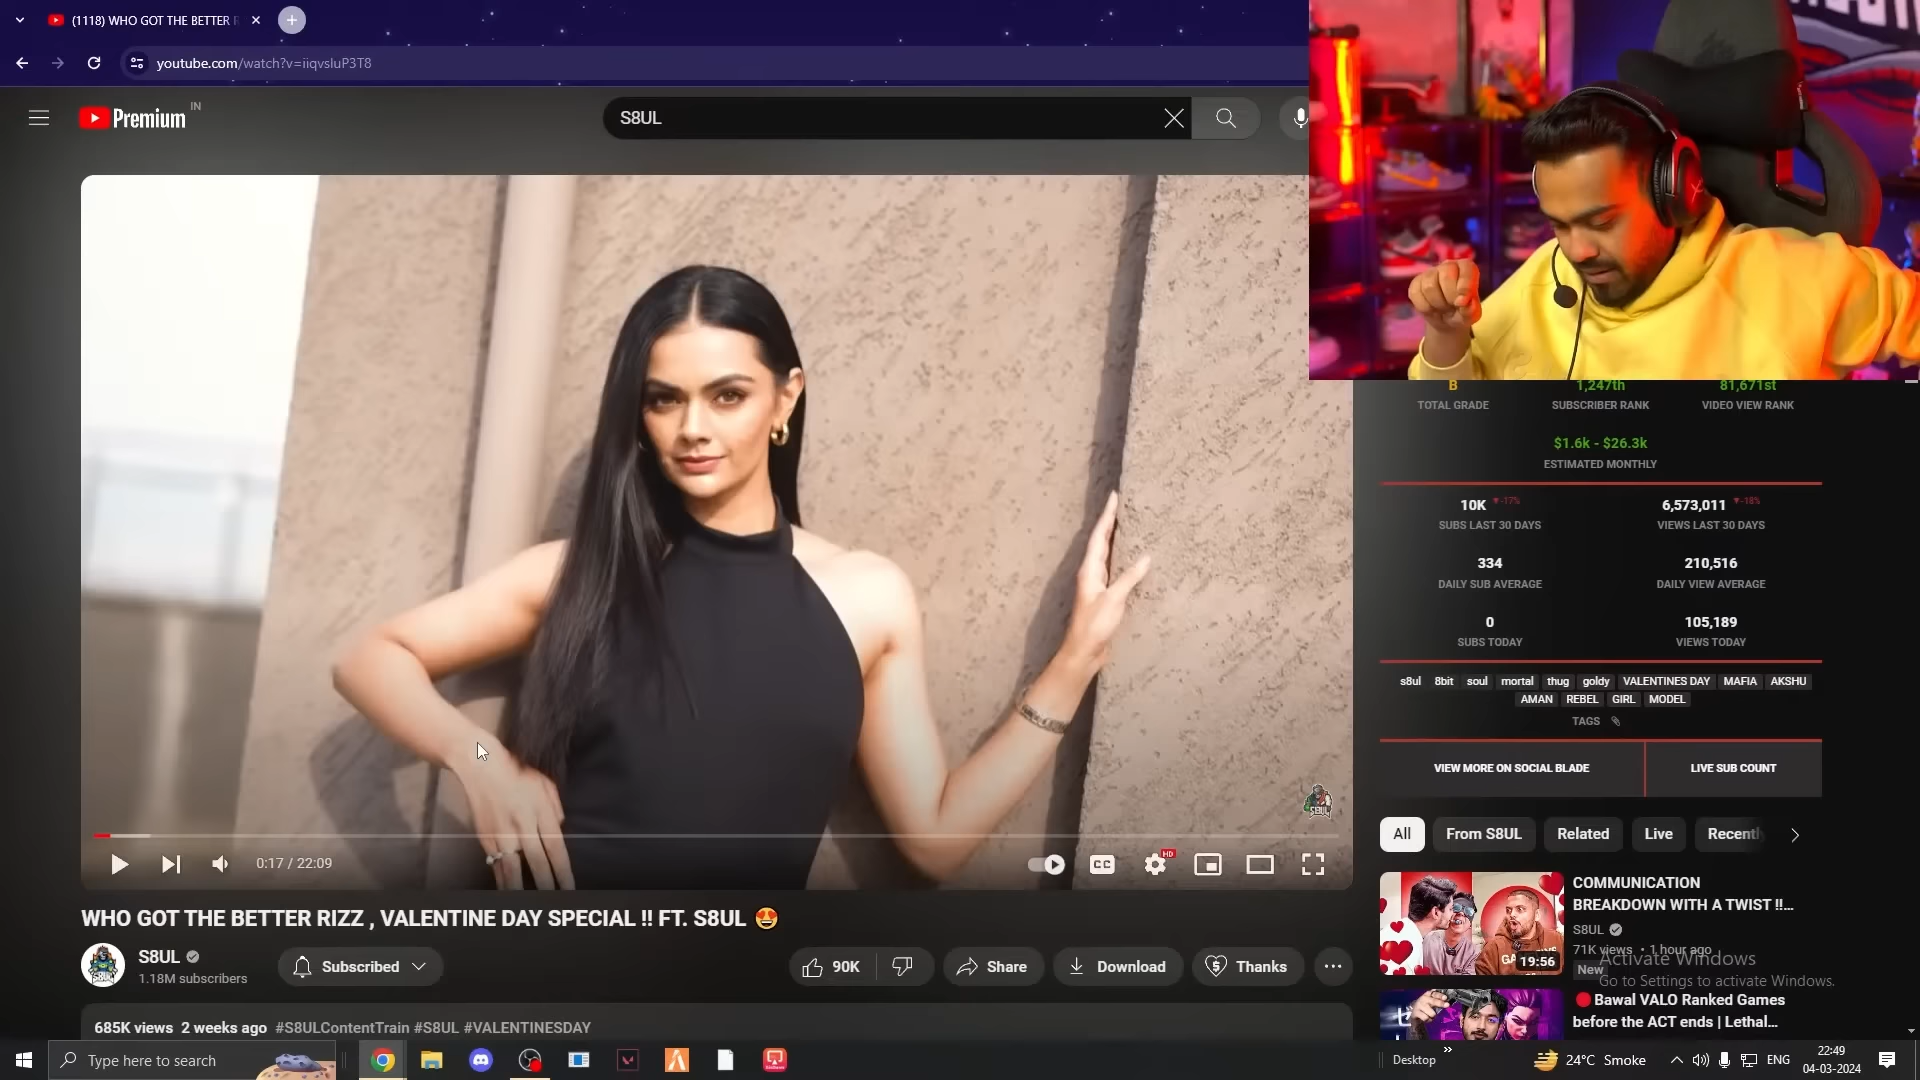 (1118) WHO GOT THE BETTER R
youtube.com/watch?v=iiqvsluP3T8
Premium IN
S8UL
B 1,247th 81,671st
TOTAL GRADE SUBSCRIBER RANK VIDEO VIEW RANK
$1.6k - $26.3k
ESTIMATED MONTHLY
10K -17% 6,573,011 -18%
SUBS LAST 30 DAYS VIEWS LAST 30 DAYS
334 210,516
DAILY SUB AVERAGE DAILY VIEW AVERAGE
0 105,189
SUBS TODAY VIEWS TODAY
s8ul 8bit soul mortal thug goldy VALENTINES DAY MAFIA AKSHU
AMAN REBEL GIRL MODEL
TAGS
VIEW MORE ON SOCIAL BLADE LIVE SUB COUNT
S8UL
0:17 / 22:09
CC HD
All From S8UL Related Live Recent
COMMUNICATION
BREAKDOWN WITH A TWIST !!...
S8UL
71K views • 1 hour ago
New
19:56
WHO GOT THE BETTER RIZZ , VALENTINE DAY SPECIAL !! FT. S8UL 😍
S8UL
1.18M subscribers
Subscribed
90K
Share
Download
Thanks
Activate Windows
Go to Settings to activate Windows.
Bawal VALO Ranked Games
before the ACT ends | Lethal...
685K views 2 weeks ago #S8ULContentTrain #S8UL #VALENTINESDAY
Type here to search
Desktop
24°C Smoke
ENG
22:49
04-03-2024